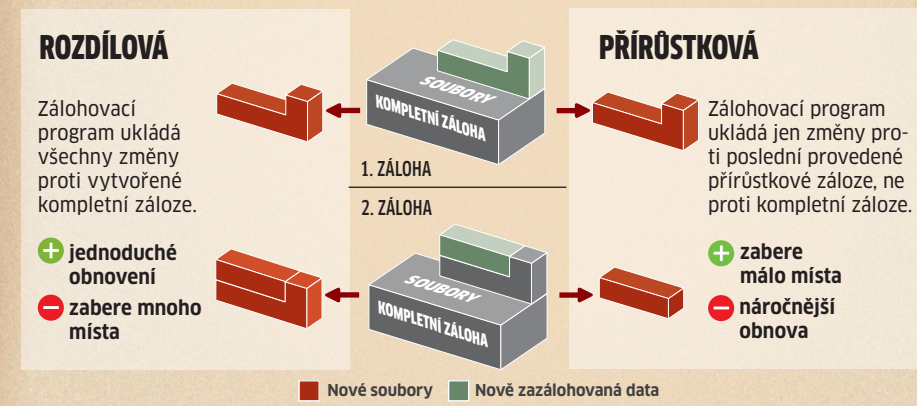 ROZDÍLOVÁ
Zálohovací
program ukládá
všechny změny
proti vytvořené
kompletní záloze.
jednoduché
obnovení
zabere mnoho
místa
SOUBORY
KOMPLETNÍ ZÁLOHA
1. ZÁLOHA
2. ZÁLOHA
SOUBORY
KOMPLETNÍ ZÁLOHA
PŘÍRŮSTKOVÁ
Zálohovací program
ukládá jen změny pro-
ti poslední provedené
přírůstkové záloze, ne
proti kompletní záloze.
zabere
málo místa
náročnější
obnova
Nové soubory
Nově zazálohovaná data